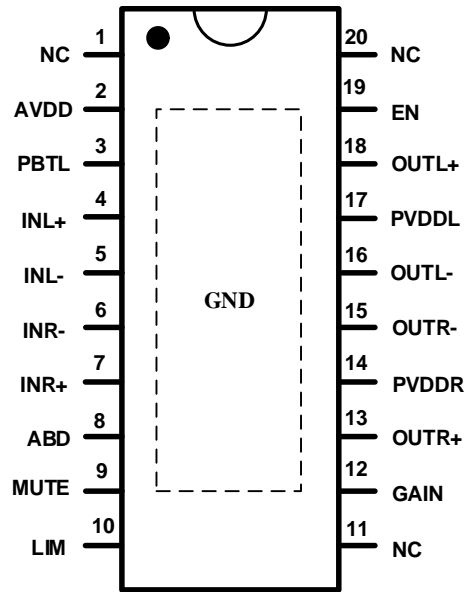 1 20
NC NC
2 19
AVDD EN
3 18
PBTL OUTL+
4 17
INL+ PVDDL
5 16
INL- OUTL-
GND
6 15
INR- OUTR-
7 14
INR+ PVDDR
8 13
ABD OUTR+
9 12
MUTE GAIN
10 11
LIM NC